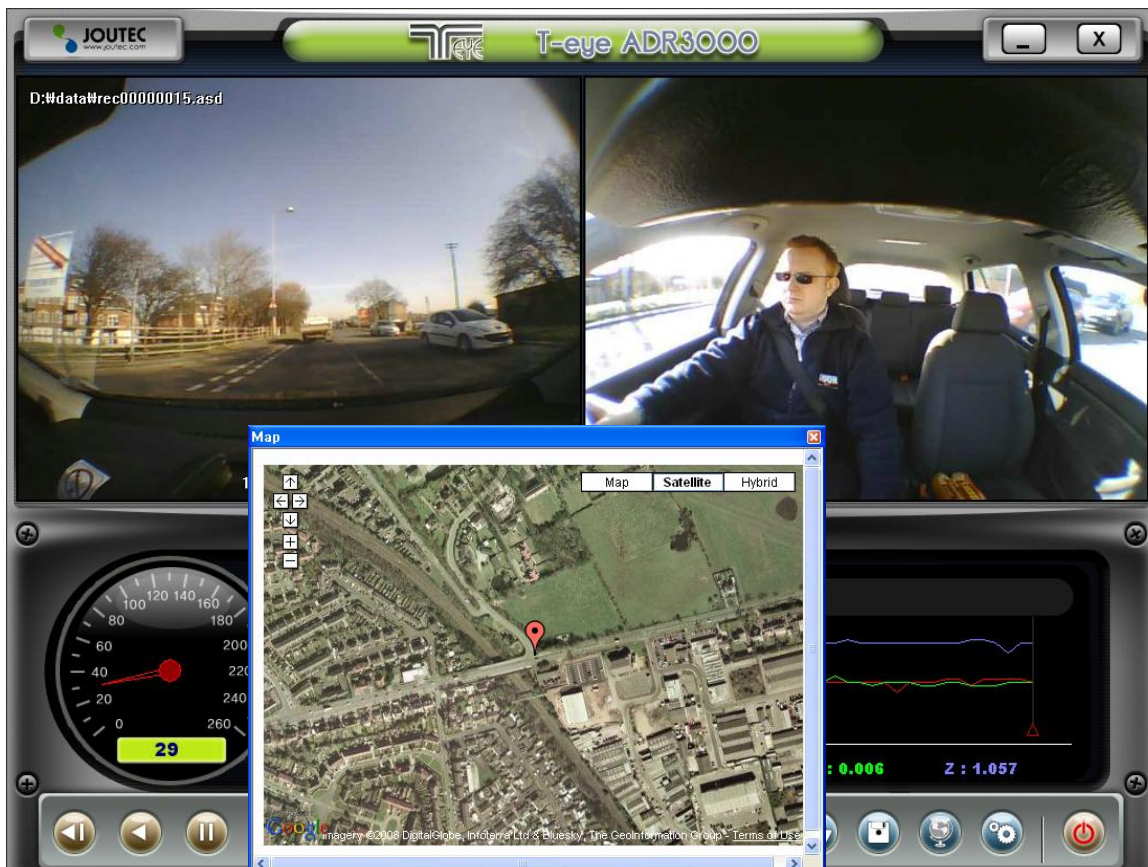 JOUTEC
www.joutec.com
T EYE
T-eye ADR3000
X
D:₩data₩rec00000015.asd
1
Map
Map Satellite Hybrid
0 20 40 60 80 100 120 140 160 180 200 220 240 260
29
: 0.006 Z : 1.057
Google
Imagery ©2008 DigitalGlobe, Infoterra Ltd & Bluesky, The GeoInformation Group - Terms of Use